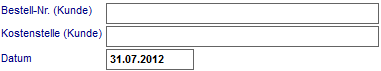 Bestell-Nr. (Kunde)
Kostenstelle (Kunde)
Datum 31.07.2012